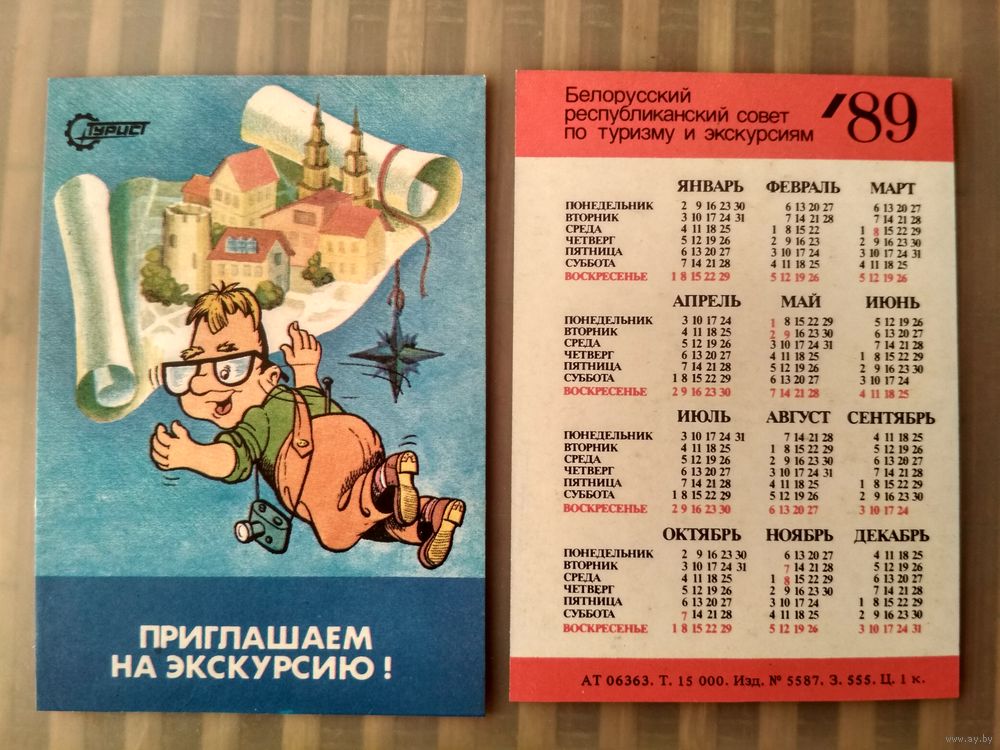 ТУРИСТ
ПРИГЛАШАЕМ
НА ЭКСКУРСИЮ !
Белорусский
республиканский совет
по туризму и экскурсиям
'89
ЯНВАРЬ ФЕВРАЛЬ МАРТ
ПОНЕДЕЛЬНИК 2 9 16 23 30 6 13 20 27 6 13 20 27
ВТОРНИК 3 10 17 24 31 7 14 21 28 7 14 21 28
СРЕДА 4 11 18 25 1 8 15 22 1 8 15 22 29
ЧЕТВЕРГ 5 12 19 26 2 9 16 23 2 9 16 23 30
ПЯТНИЦА 6 13 20 27 3 10 17 24 3 10 17 24 31
СУББОТА 7 14 21 28 4 11 18 25 4 11 18 25
ВОСКРЕСЕНЬЕ 1 8 15 22 29 5 12 19 26 5 12 19 26
АПРЕЛЬ МАЙ ИЮНЬ
ПОНЕДЕЛЬНИК 3 10 17 24 1 8 15 22 29 5 12 19 26
ВТОРНИК 4 11 18 25 2 9 16 23 30 6 13 20 27
СРЕДА 5 12 19 26 3 10 17 24 31 7 14 21 28
ЧЕТВЕРГ 6 13 20 27 4 11 18 25 1 8 15 22 29
ПЯТНИЦА 7 14 21 28 5 12 19 26 2 9 16 23 30
СУББОТА 1 8 15 22 29 6 13 20 27 3 10 17 24
ВОСКРЕСЕНЬЕ 2 9 16 23 30 7 14 21 28 4 11 18 25
ИЮЛЬ АВГУСТ СЕНТЯБРЬ
ПОНЕДЕЛЬНИК 3 10 17 24 31 7 14 21 28 4 11 18 25
ВТОРНИК 4 11 18 25 1 8 15 22 29 5 12 19 26
СРЕДА 5 12 19 26 2 9 16 23 30 6 13 20 27
ЧЕТВЕРГ 6 13 20 27 3 10 17 24 31 7 14 21 28
ПЯТНИЦА 7 14 21 28 4 11 18 25 1 8 15 22 29
СУББОТА 1 8 15 22 29 5 12 19 26 2 9 16 23 30
ВОСКРЕСЕНЬЕ 2 9 16 23 30 6 13 20 27 3 10 17 24
ОКТЯБРЬ НОЯБРЬ ДЕКАБРЬ
ПОНЕДЕЛЬНИК 2 9 16 23 30 6 13 20 27 4 11 18 25
ВТОРНИК 3 10 17 24 31 7 14 21 28 5 12 19 26
СРЕДА 4 11 18 25 1 8 15 22 29 6 13 20 27
ЧЕТВЕРГ 5 12 19 26 2 9 16 23 30 7 14 21 28
ПЯТНИЦА 6 13 20 27 3 10 17 24 1 8 15 22 29
СУББОТА 7 14 21 28 4 11 18 25 2 9 16 23 30
ВОСКРЕСЕНЬЕ 1 8 15 22 29 5 12 19 26 3 10 17 24 31
АТ 06363. Т. 15 000. Изд. № 5587. З. 555. Ц. 1 к.
www.ay.by